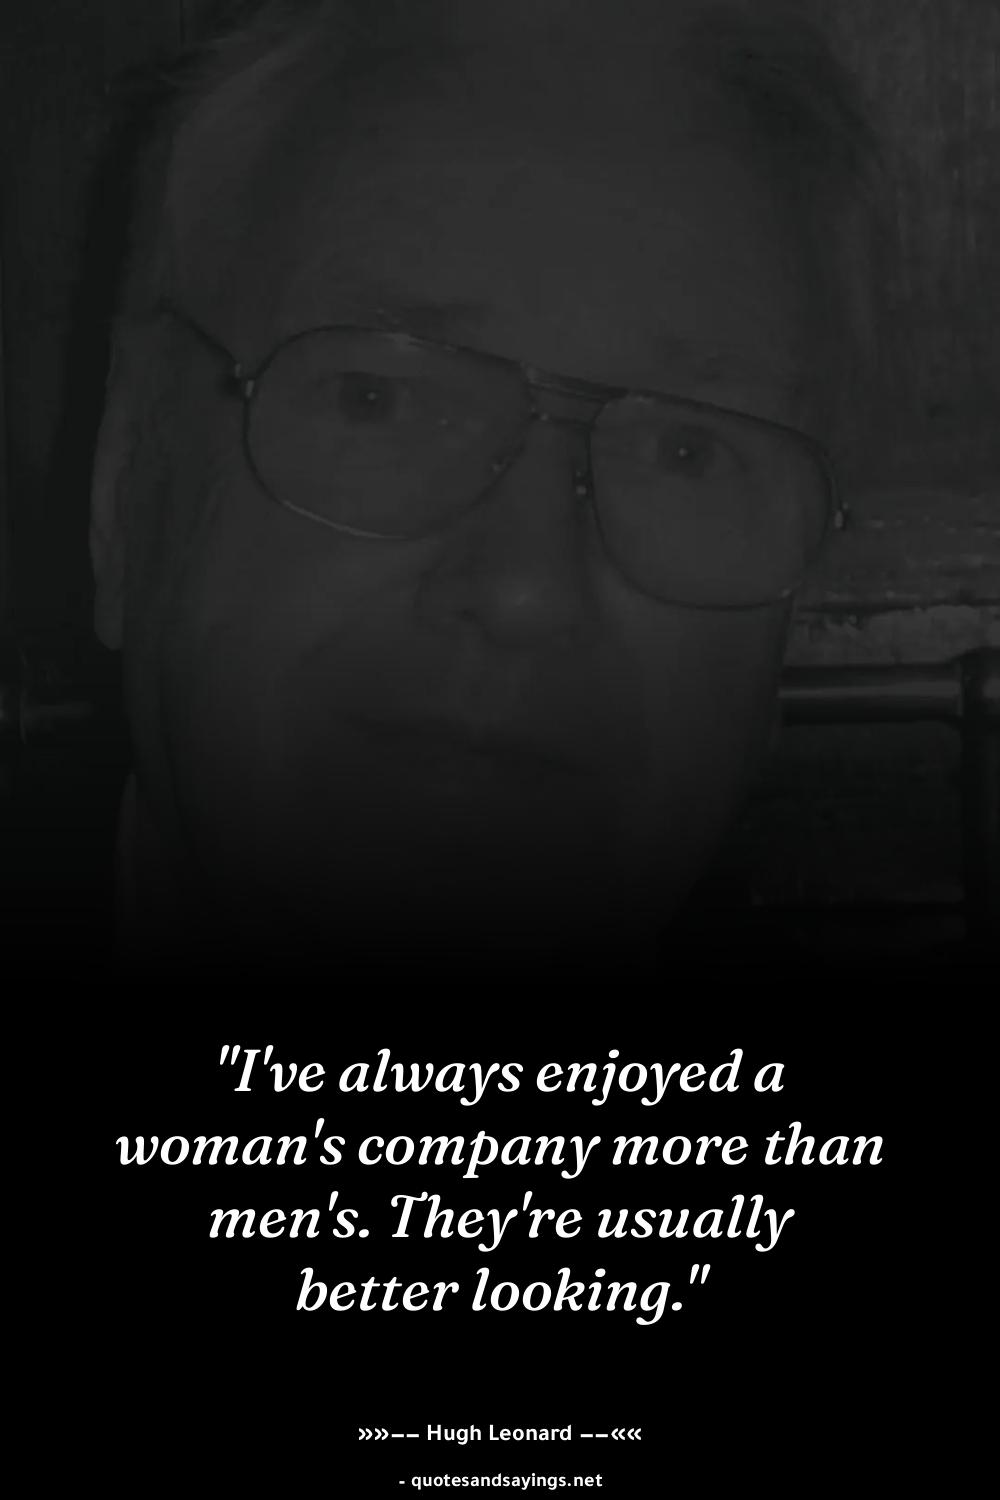 "I've always enjoyed a
woman's company more than
men's. They're usually
better looking."
»»−− Hugh Leonard −−««
- quotesandsayings.net